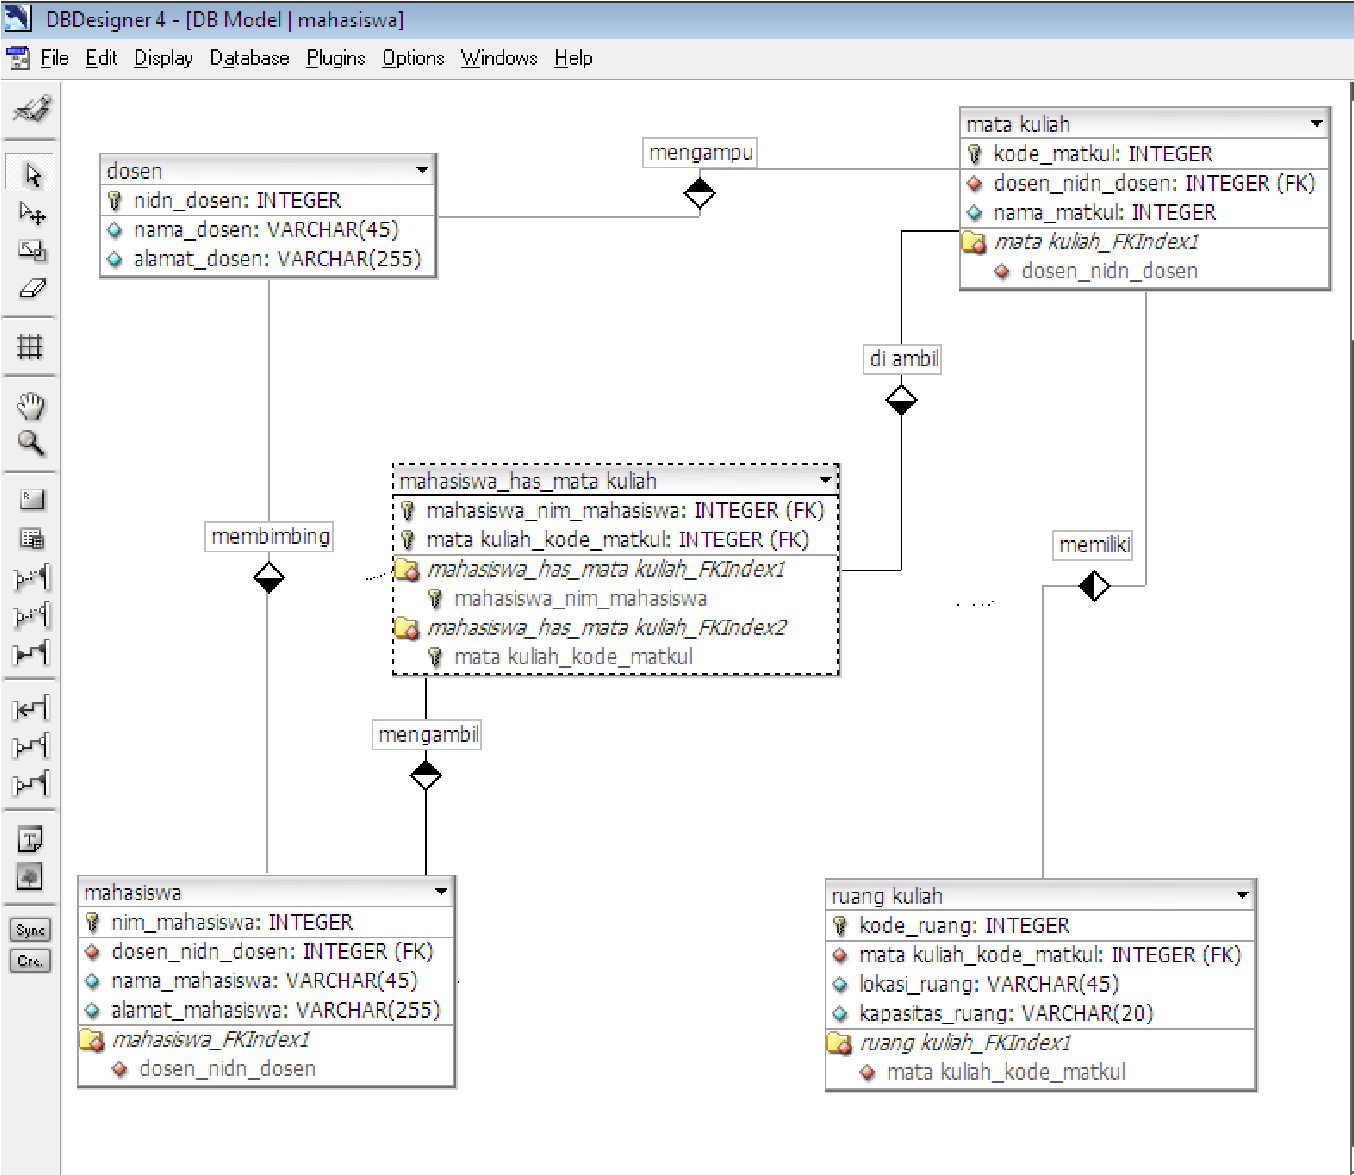 DBDesigner 4 - [DB Model | mahasiswa]
File Edit Display Database Plugins Options Windows Help
mengampu
mata kuliah
kode_matkul: INTEGER
dosen_nidn_dosen: INTEGER (FK)
nama_matkul: INTEGER
mata kuliah_FKIndex1
dosen_nidn_dosen
dosen
nidn_dosen: INTEGER
nama_dosen: VARCHAR(45)
alamat_dosen: VARCHAR(255)
di ambil
mahasiswa_has_mata kuliah
mahasiswa_nim_mahasiswa: INTEGER (FK)
mata kuliah_kode_matkul: INTEGER (FK)
mahasiswa_has_mata kuliah_FKIndex1
mahasiswa_nim_mahasiswa
mahasiswa_has_mata kuliah_FKIndex2
mata kuliah_kode_matkul
membimbing
memiliki
mengambil
mahasiswa
nim_mahasiswa: INTEGER
dosen_nidn_dosen: INTEGER (FK)
nama_mahasiswa: VARCHAR(45)
alamat_mahasiswa: VARCHAR(255)
mahasiswa_FKIndex1
dosen_nidn_dosen
ruang kuliah
kode_ruang: INTEGER
mata kuliah_kode_matkul: INTEGER (FK)
lokasi_ruang: VARCHAR(45)
kapasitas_ruang: VARCHAR(20)
ruang kuliah_FKIndex1
mata kuliah_kode_matkul
Sync
Cre.